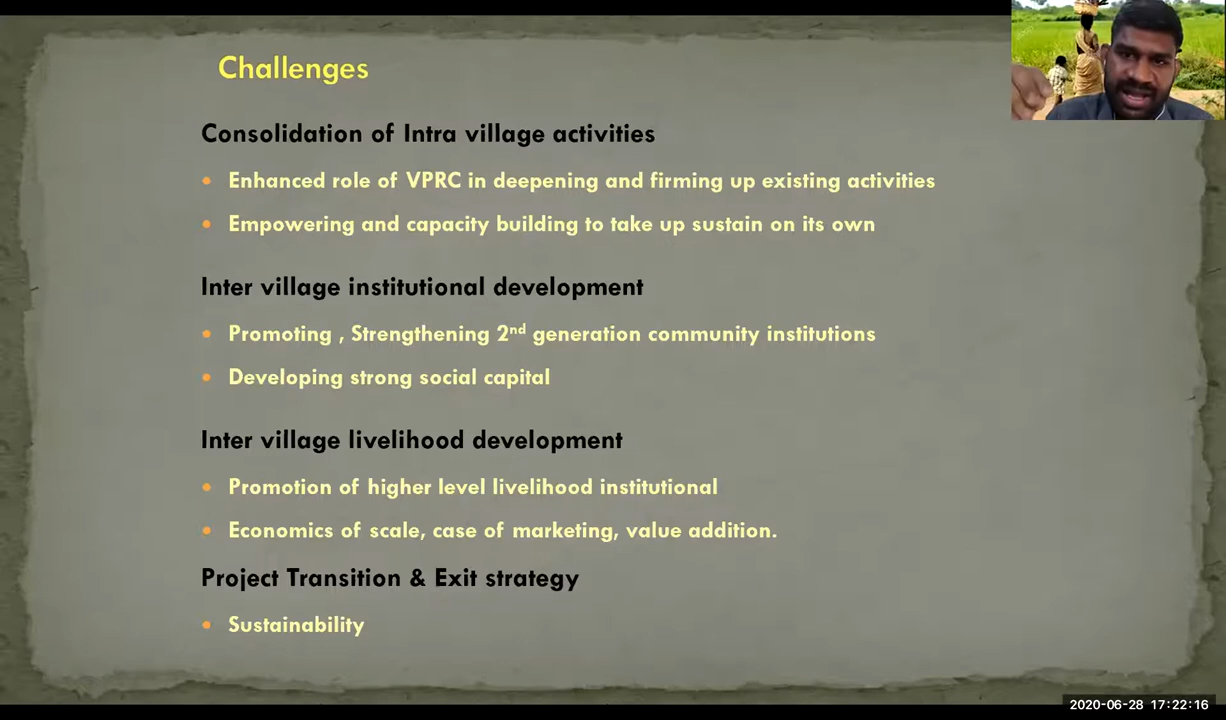 Challenges
Consolidation of Intra village activities
• Enhanced role of VPRC in deepening and firming up existing activities
• Empowering and capacity building to take up sustain on its own
Inter village institutional development
• Promoting , Strengthening 2nd generation community institutions
• Developing strong social capital
Inter village livelihood development
• Promotion of higher level livelihood institutional
• Economics of scale, case of marketing, value addition.
Project Transition & Exit strategy
• Sustainability
2020-06-28 17:22:16